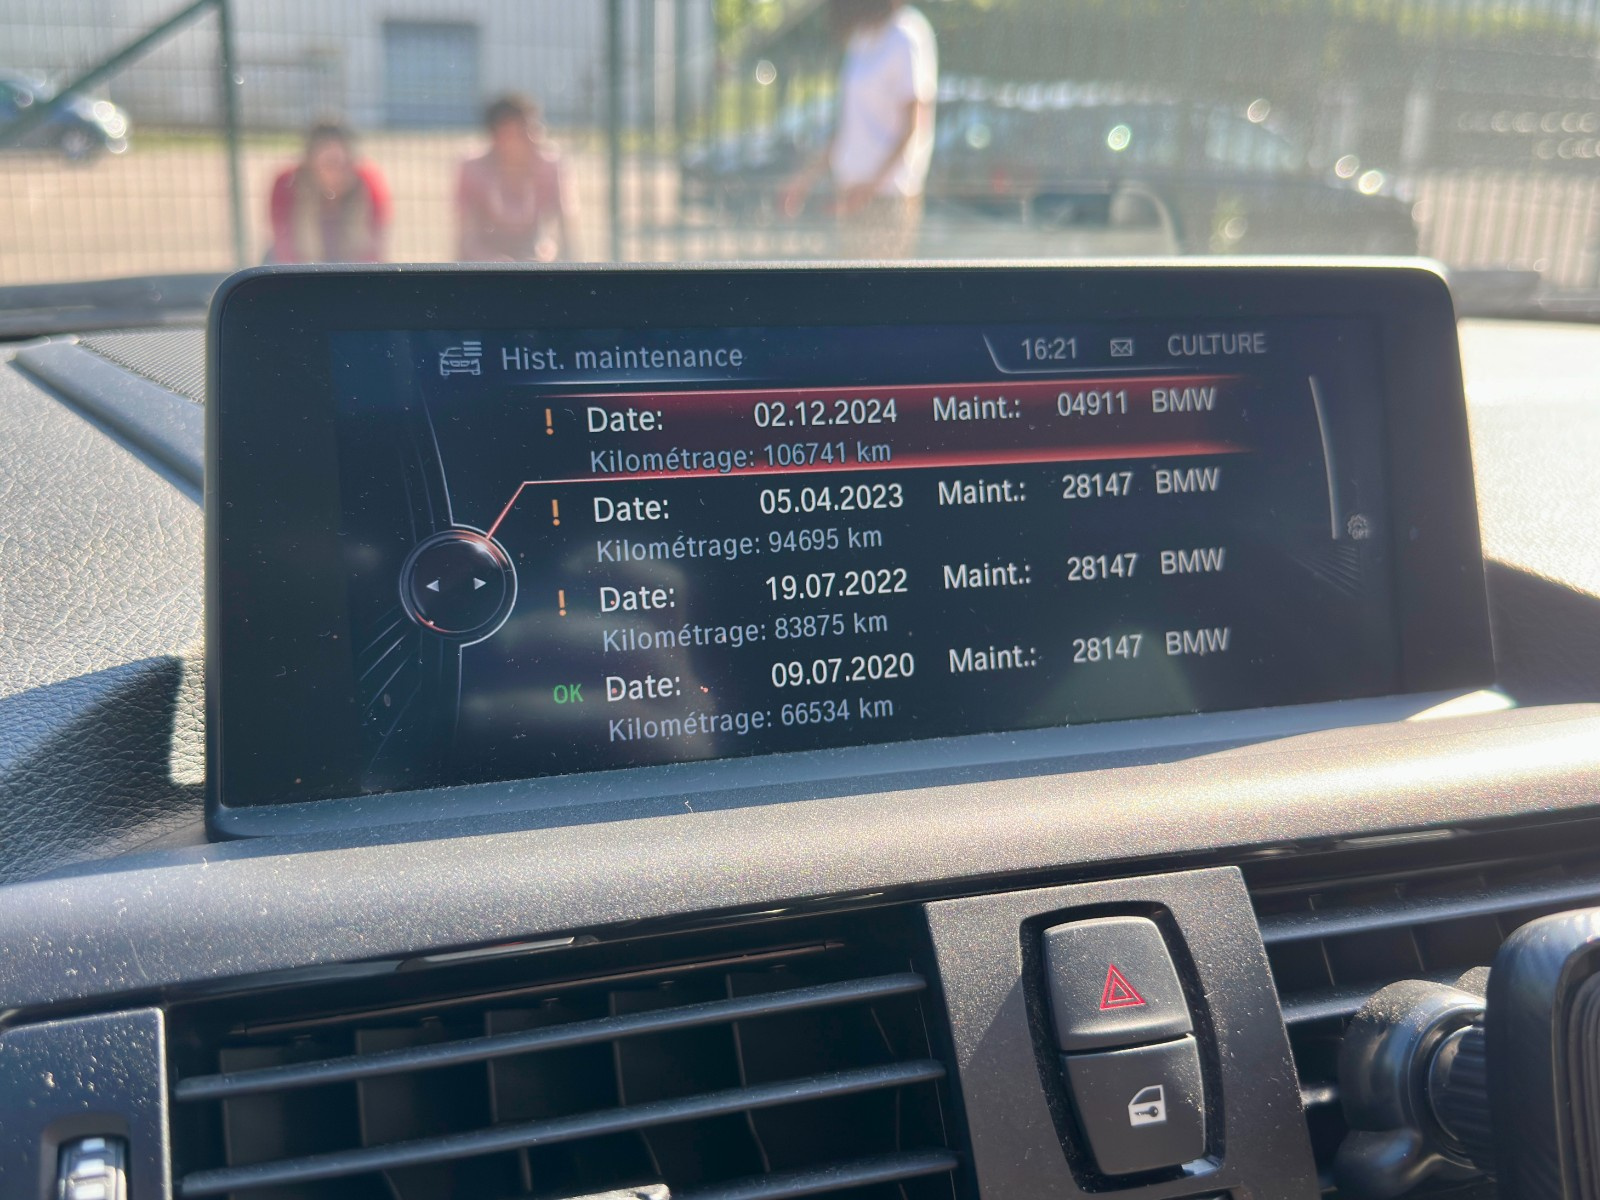 Hist. maintenance 16:21 CULTURE
! Date: 02.12.2024 Maint.: 04911 BMW
Kilométrage: 106741 km
! Date: 05.04.2023 Maint.: 28147 BMW
Kilométrage: 94695 km
! Date: 19.07.2022 Maint.: 28147 BMW
Kilométrage: 83875 km
OK Date: 09.07.2020 Maint.: 28147 BMW
Kilométrage: 66534 km